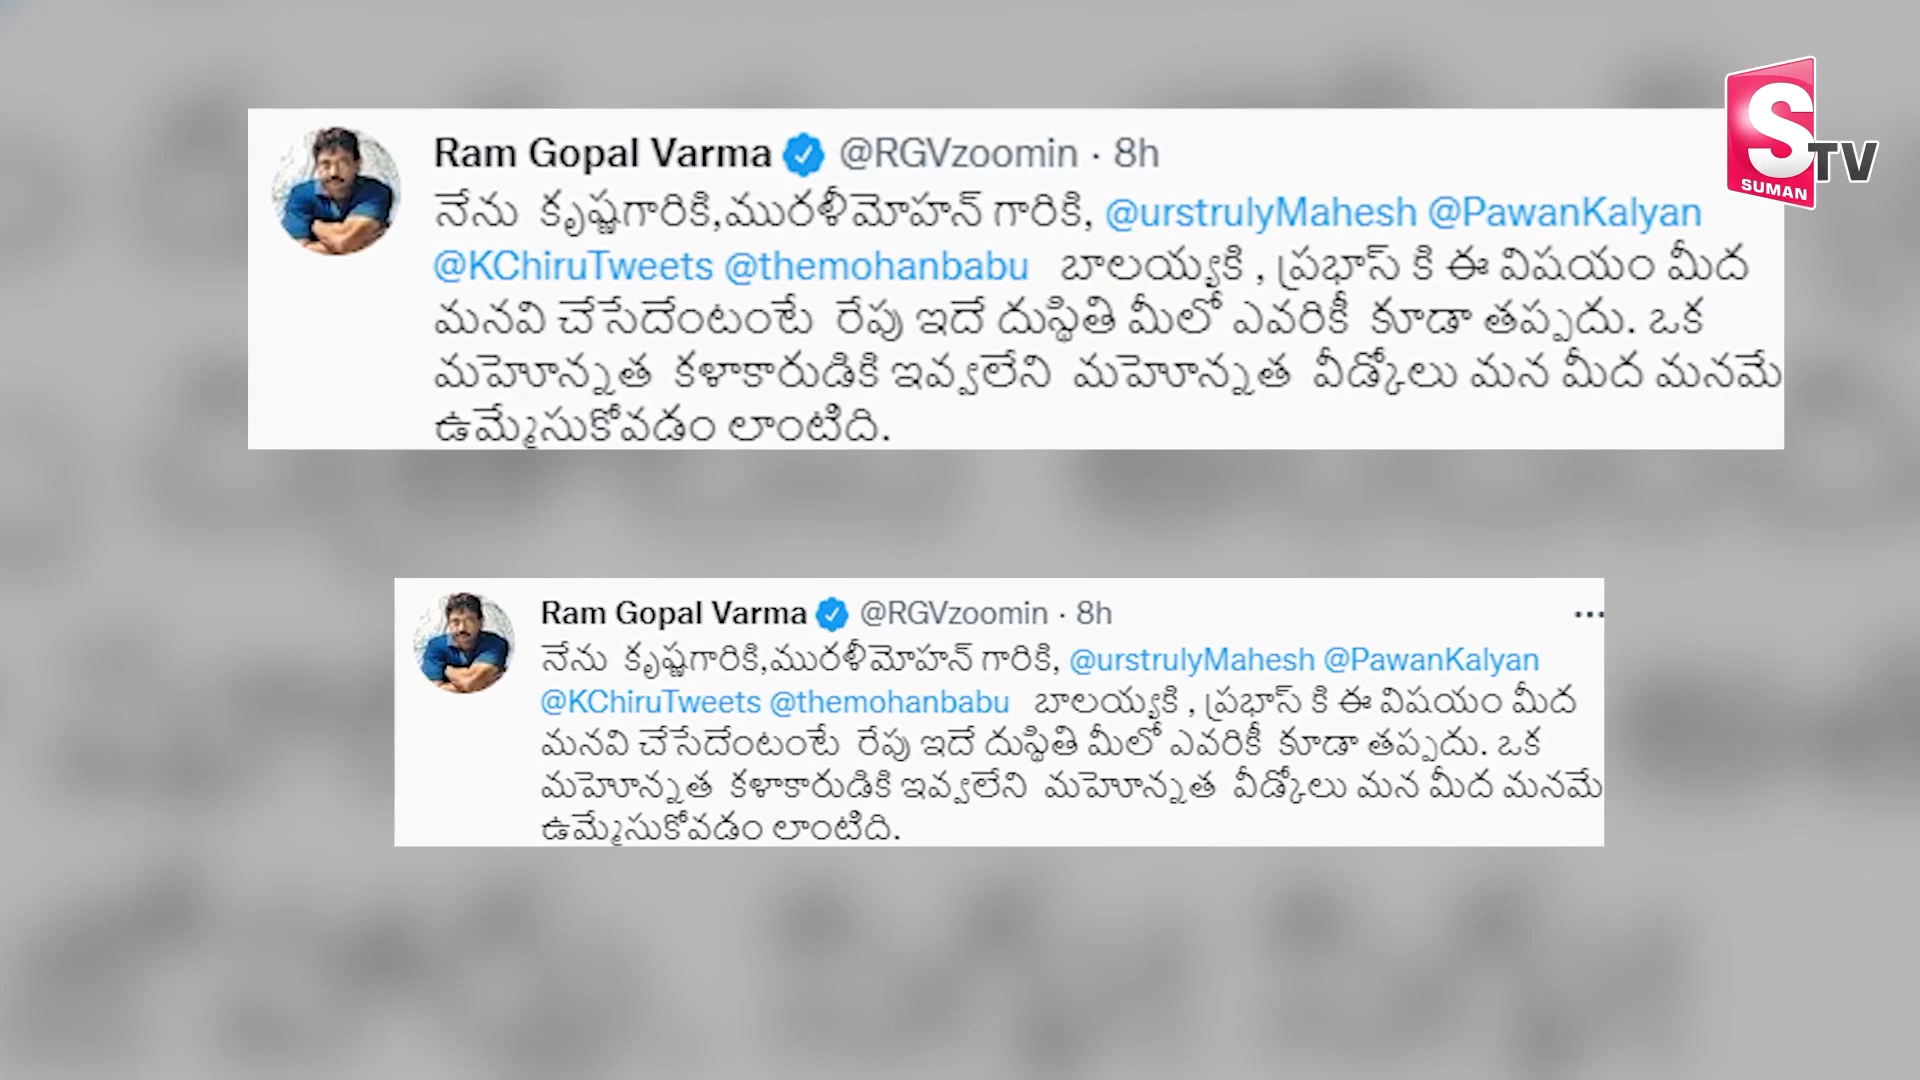 S
TV
SUMAN
Ram Gopal Varma @RGVzoomin · 8h
నేను కృష్ణగారికి,మురళీమోహన్ గారికి, @urstrulyMahesh @PawanKalyan
@KChiruTweets @themohanbabu బాలయ్యకి , ప్రభాస్ కి ఈ విషయం మీద
మనవి చేసేదేంటంటే రేపు ఇదే దుస్థితి మీలో ఎవరికీ కూడా తప్పదు. ఒక
మహెూన్నత కళాకారుడికి ఇవ్వలేని మహెూన్నత వీడ్కోలు మన మీద మనమే
ఉమ్మేసుకోవడం లాంటిది.
Ram Gopal Varma @RGVzoomin · 8h ...
నేను కృష్ణగారికి,మురళీమోహన్ గారికి, @urstrulyMahesh @PawanKalyan
@KChiruTweets @themohanbabu బాలయ్యకి , ప్రభాస్ కి ఈ విషయం మీద
మనవి చేసేదేంటంటే రేపు ఇదే దుస్థితి మీలో ఎవరికీ కూడా తప్పదు. ఒక
మహెూన్నత కళాకారుడికి ఇవ్వలేని మహెూన్నత వీడ్కోలు మన మీద మనమే
ఉమ్మేసుకోవడం లాంటిది.